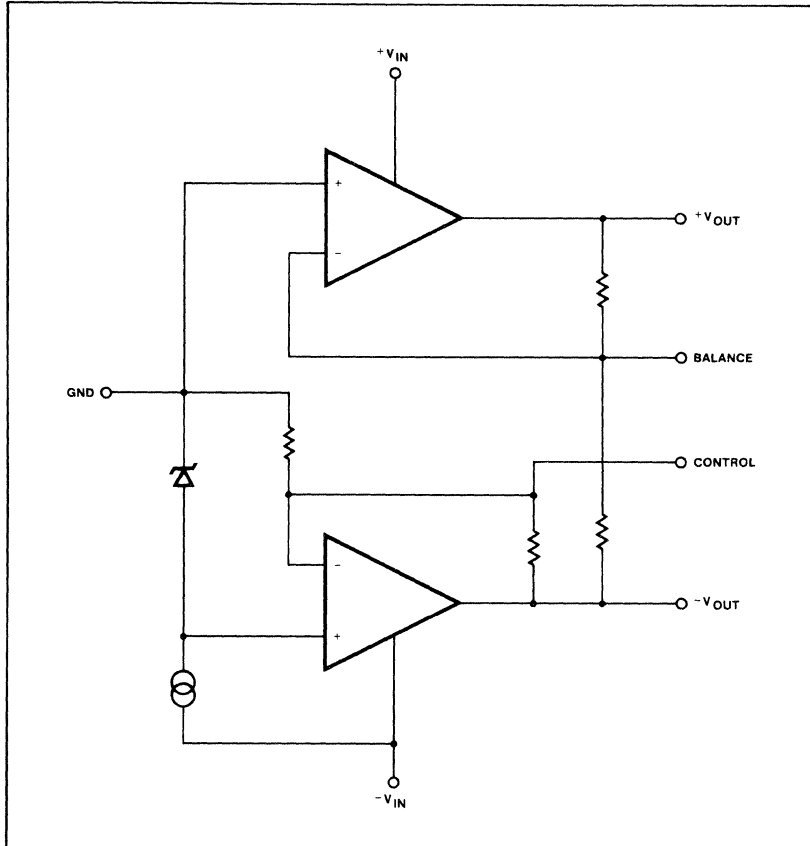 +VIN
+
−
+VOUT
BALANCE
GND
CONTROL
−
+
−VOUT
−VIN